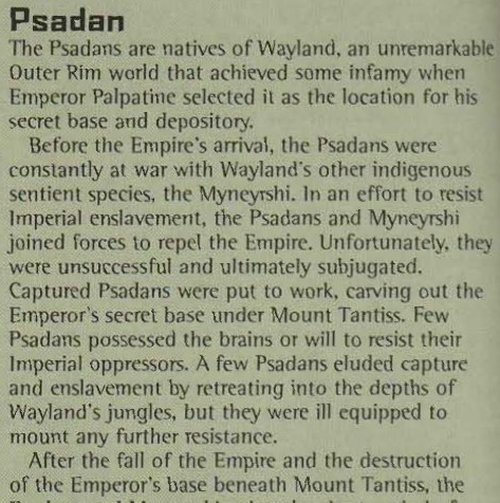 Psadan
The Psadans are natives of Wayland, an unremarkable
Outer Rim world that achieved some infamy when
Emperor Palpatine selected it as the location for his
secret base and depository.
Before the Empire's arrival, the Psadans were
constantly at war with Wayland's other indigenous
sentient species, the Myneyrshi. In an effort to resist
Imperial enslavement, the Psadans and Myneyrshi
joined forces to repel the Empire. Unfortunately, they
were unsuccessful and ultimately subjugated.
Captured Psadans were put to work, carving out the
Emperor's secret base under Mount Tantiss. Few
Psadans possessed the brains or will to resist their
Imperial oppressors. A few Psadans eluded capture
and enslavement by retreating into the depths of
Wayland's jungles, but they were ill equipped to
mount any further resistance.
After the fall of the Empire and the destruction
of the Emperor's base beneath Mount Tantiss, the